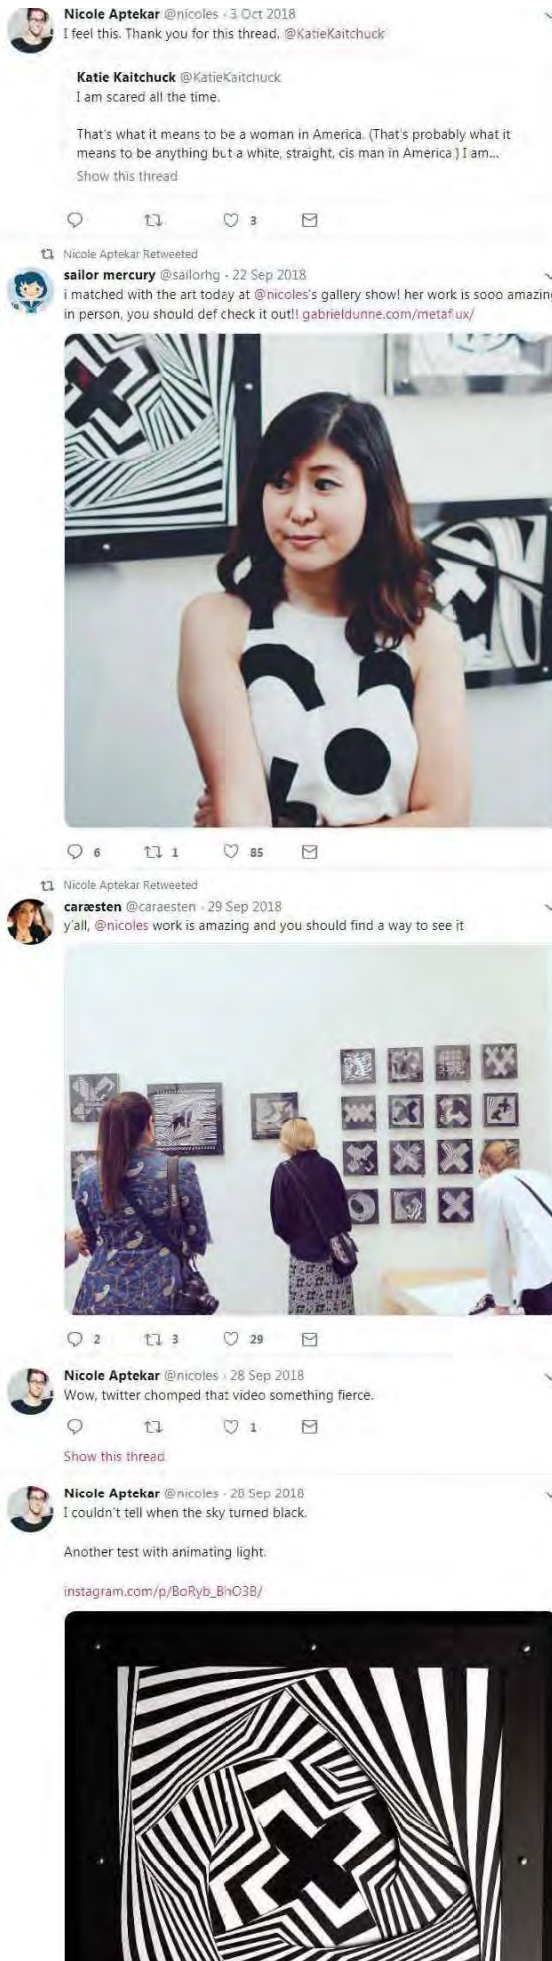 Nicole Aptekar @nicoles · 3 Oct 2018
I feel this. Thank you for this thread. @KatieKaitchuck
Katie Kaitchuck @KatieKaitchuck
I am scared all the time.
That's what it means to be a woman in America. (That's probably what it
means to be anything but a white, straight, cis man in America.) I am...
Show this thread
3
Nicole Aptekar Retweeted
sailor mercury @sailorhg · 22 Sep 2018
i matched with the art today at @nicoles's gallery show! her work is sooo amazing
in person, you should def check it out!! gabrieldunne.com/metaflux/
6 1 85
Nicole Aptekar Retweeted
caræsten @caraesten · 29 Sep 2018
y'all, @nicoles work is amazing and you should find a way to see it
2 3 29
Nicole Aptekar @nicoles · 28 Sep 2018
Wow, twitter chomped that video something fierce.
1
Show this thread
Nicole Aptekar @nicoles · 28 Sep 2018
I couldn't tell when the sky turned black.
Another test with animating light.
instagram.com/p/BoRyb_BhO3B/